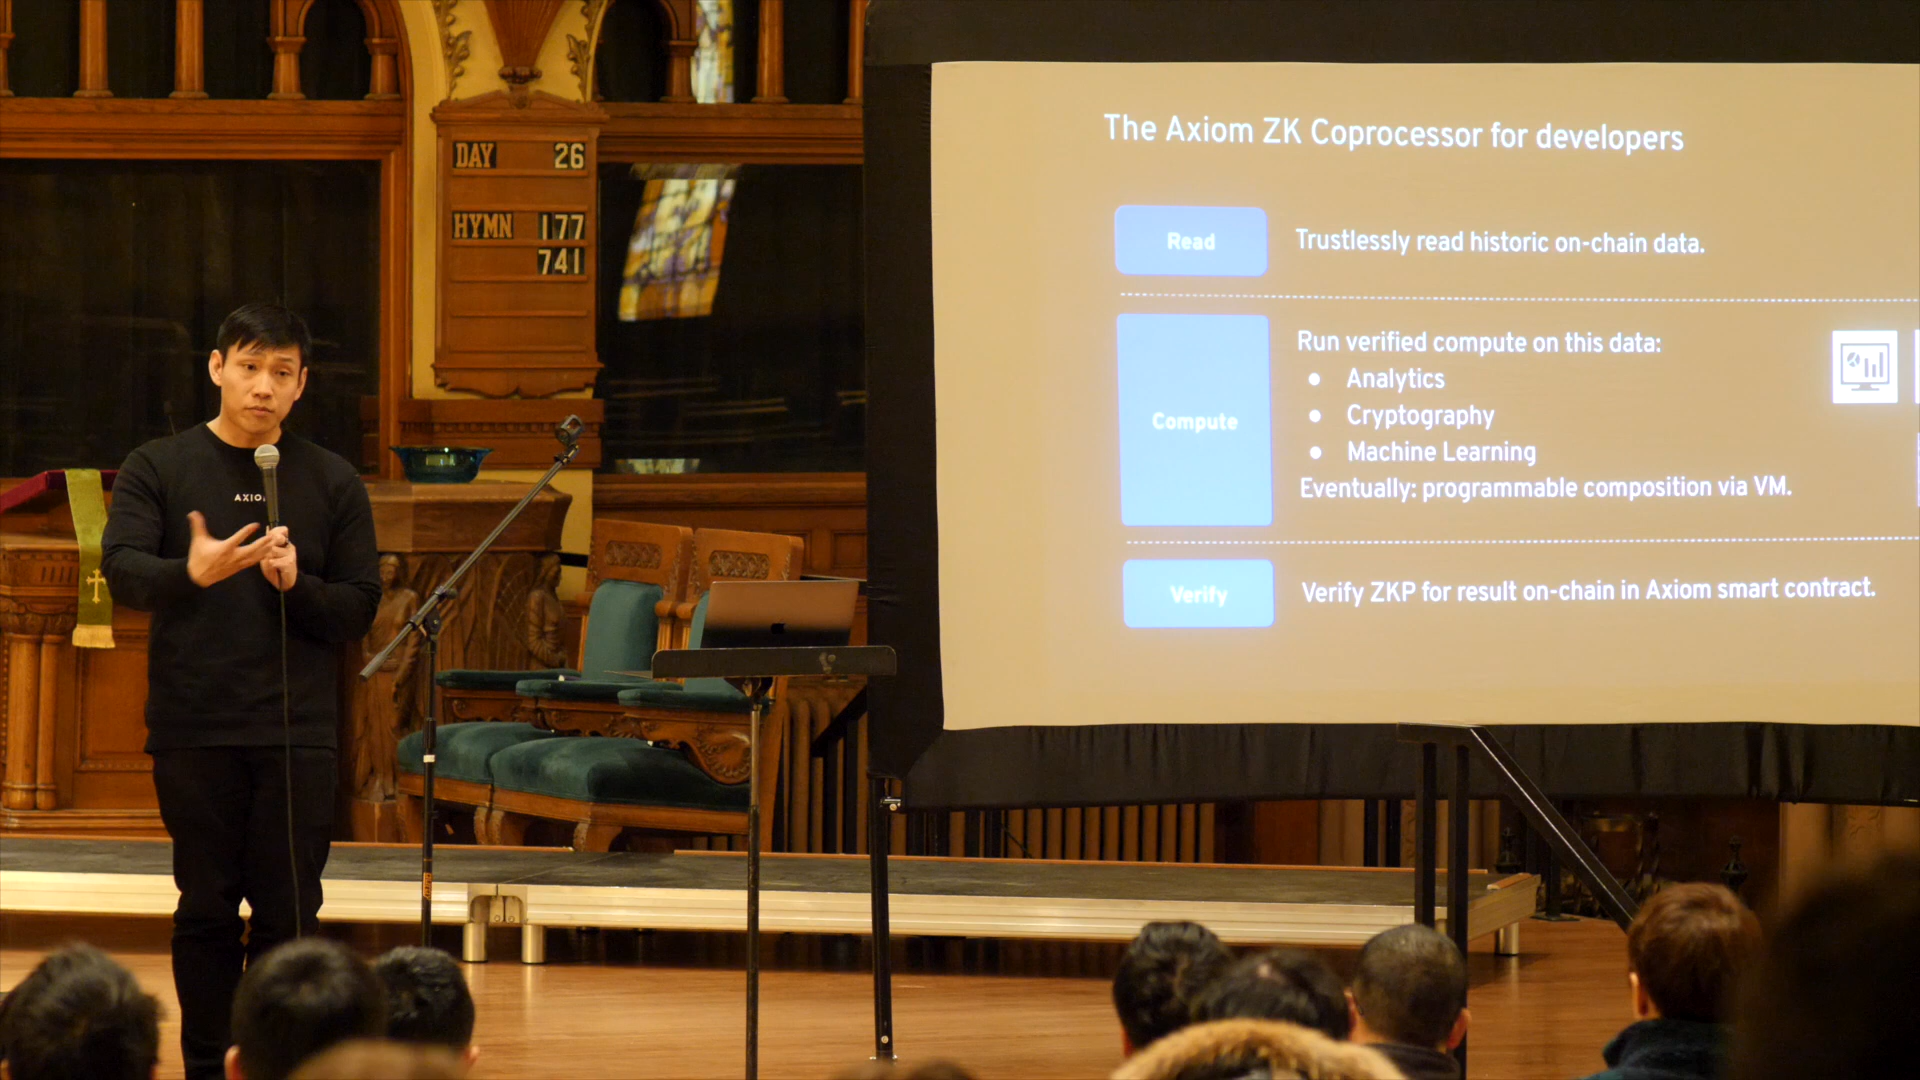 DAY 26
HYMN 177
741
AXIO
The Axiom ZK Coprocessor for developers
Read
Trustlessly read historic on-chain data.
Compute
Run verified compute on this data:
● Analytics
● Cryptography
● Machine Learning
Eventually: programmable composition via VM.
Verify
Verify ZKP for result on-chain in Axiom smart contract.